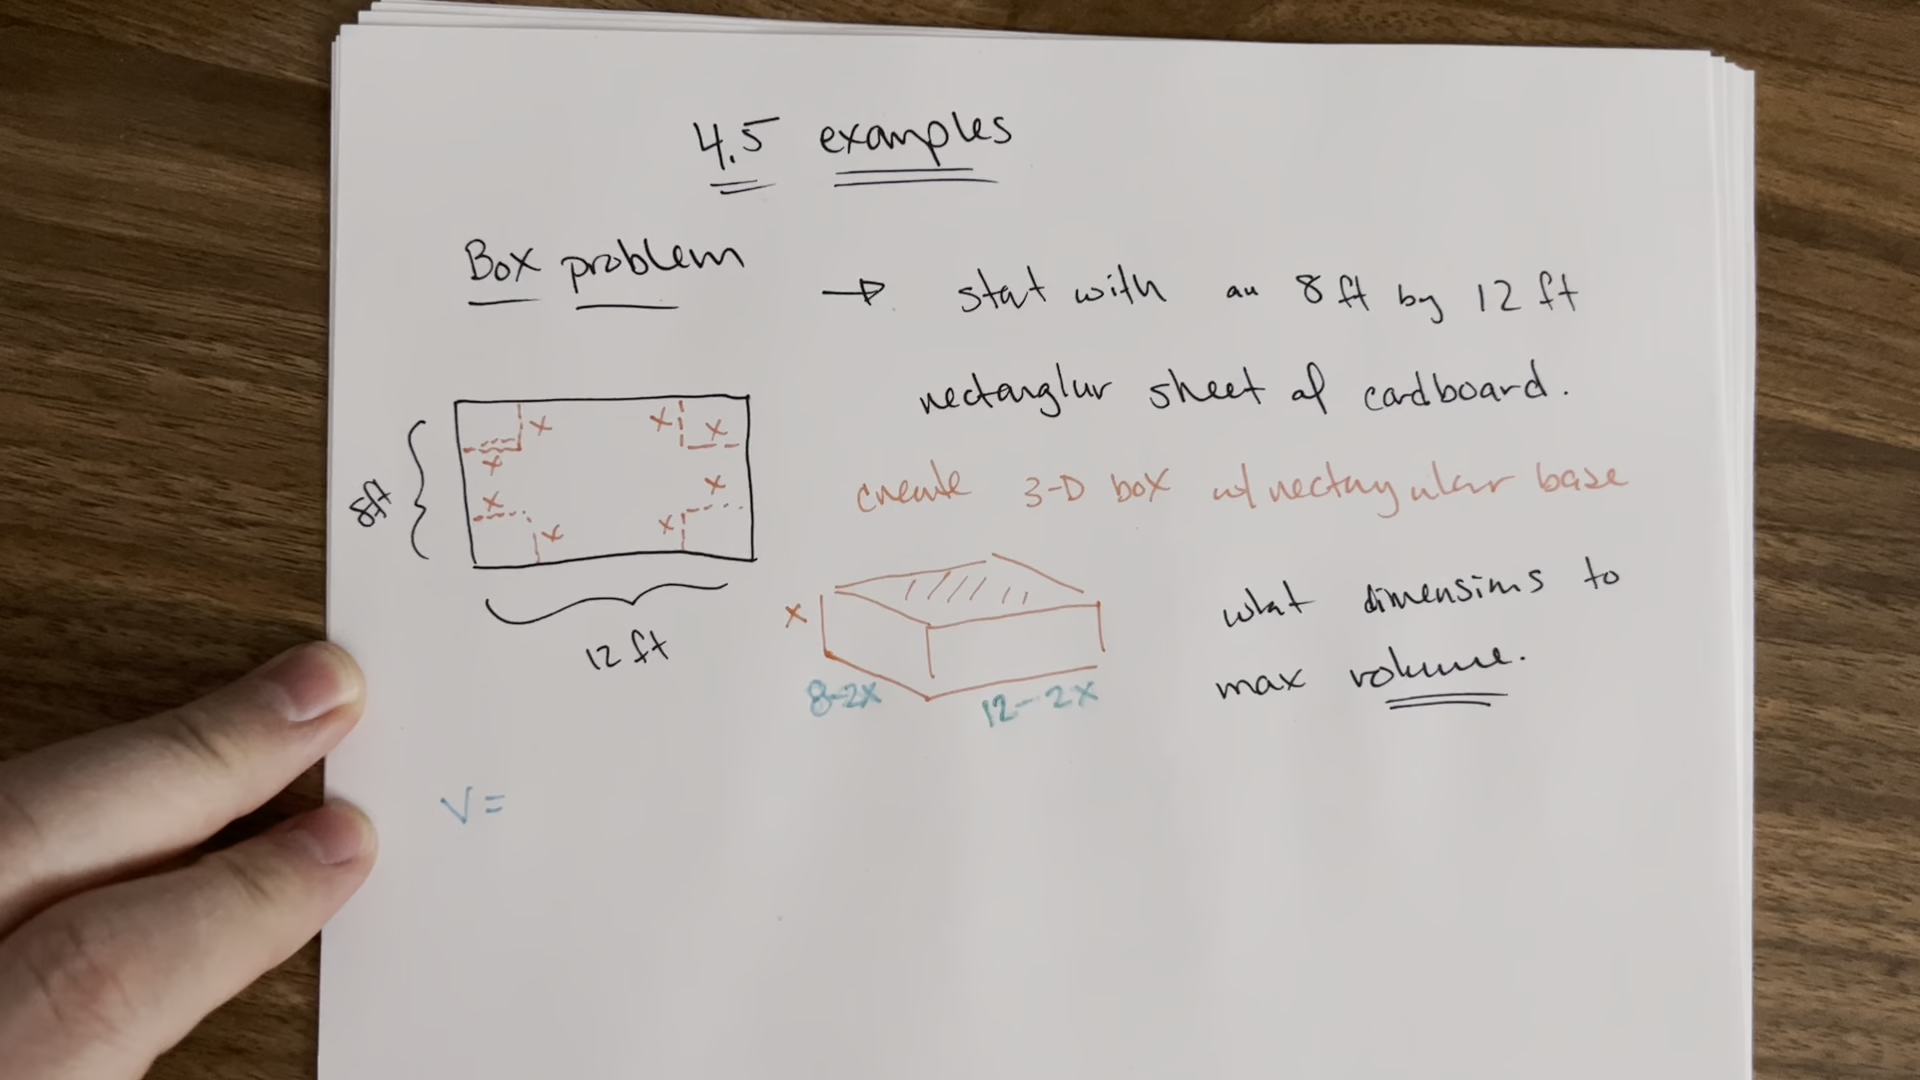 4.5 examples
Box problem
→ stat with an 8 ft by 12 ft
rectanglur sheet of cardboard.
create 3-D box w/ rectangular base
x x x
x
x x
x x
8ft
12 ft
x
8-2x
12-2x
what dimensions to
max volume.
V=